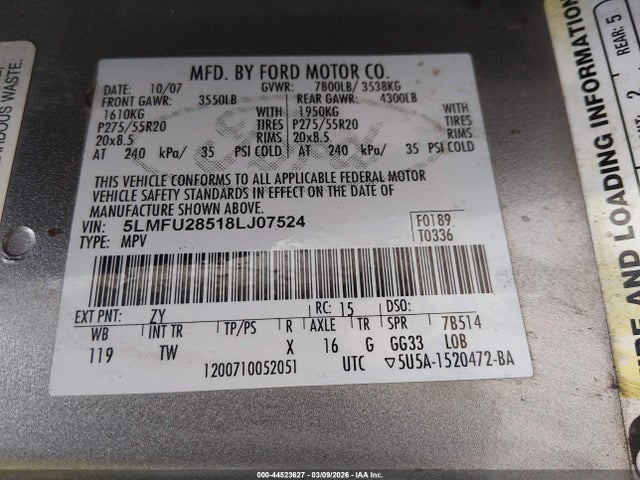 MFD. BY FORD MOTOR CO.
DATE: 10/07 GVWR: 7800LB/ 3538KG
FRONT GAWR: 3550LB REAR GAWR: 4300LB
1610KG WITH 1950KG WITH
P275/55R20 TIRES P275/55R20 TIRES
20x8.5 RIMS 20x8.5 RIMS
AT 240 kPa/ 35 PSI COLD AT 240 kPa/ 35 PSI COLD
THIS VEHICLE CONFORMS TO ALL APPLICABLE FEDERAL MOTOR
VEHICLE SAFETY STANDARDS IN EFFECT ON THE DATE OF
MANUFACTURE SHOWN ABOVE.
VIN: 5LMFU28518LJ07524
TYPE: MPV
F0189
T0336
EXT PNT: ZY RC: 15 DSO:
WB INT TR TP/PS R AXLE TR SPR 7B514
119 TW X 16 G GG33 LOB
1200710052051 UTC ▽5U5A-1520472-BA
RDOUS WASTE.
RE AND LOADING INFORMATION
REAR: 5
2
000-44523627 - 03/09/2026 - IAA Inc.